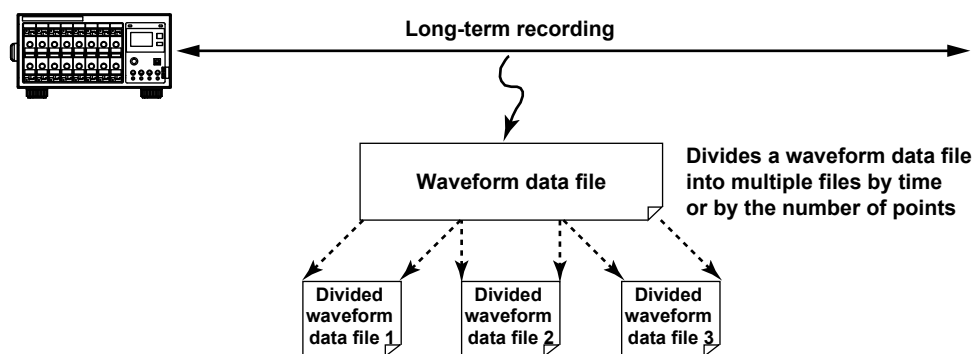 Long-term recording
Waveform data file
Divides a waveform data file
into multiple files by time
or by the number of points
Divided
waveform
data file 1
Divided
waveform
data file 2
Divided
waveform
data file 3